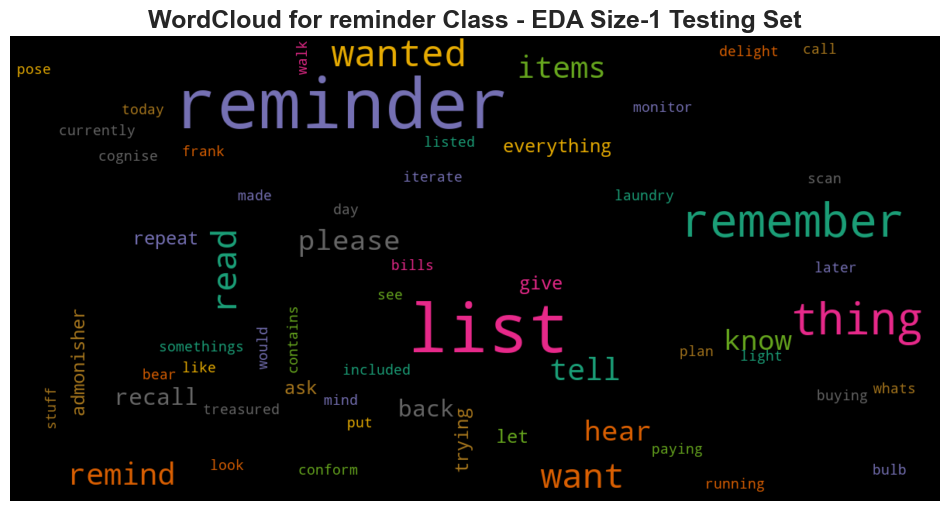 WordCloud for reminder Class - EDA Size-1 Testing Set
pose
walk
wanted
items
delight
call
today
reminder
monitor
currently
cognise
frank
listed
everything
iterate
made
day
laundry
scan
repeat
read
please
remember
bills
give
later
see
list
thing
admonisher
somethings
would
contains
know
light
plan
bear
like
included
tell
stuff
recall
treasured
ask
mind
back
buying
whats
put
trying
let
hear
paying
remind
look
conform
want
running
bulb